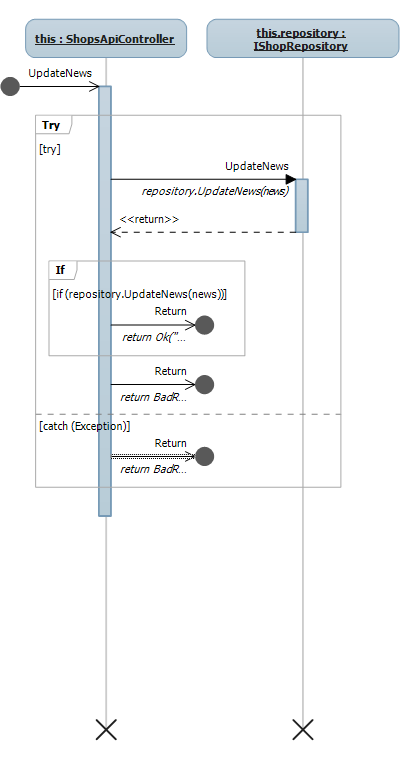 this : ShopsApiController
this.repository :
IShopRepository
UpdateNews
Try
[try]
UpdateNews
repository.UpdateNews(news)
<<return>>
If
[if (repository.UpdateNews(news))]
Return
return Ok("...
Return
return BadR...
[catch (Exception)]
Return
return BadR...